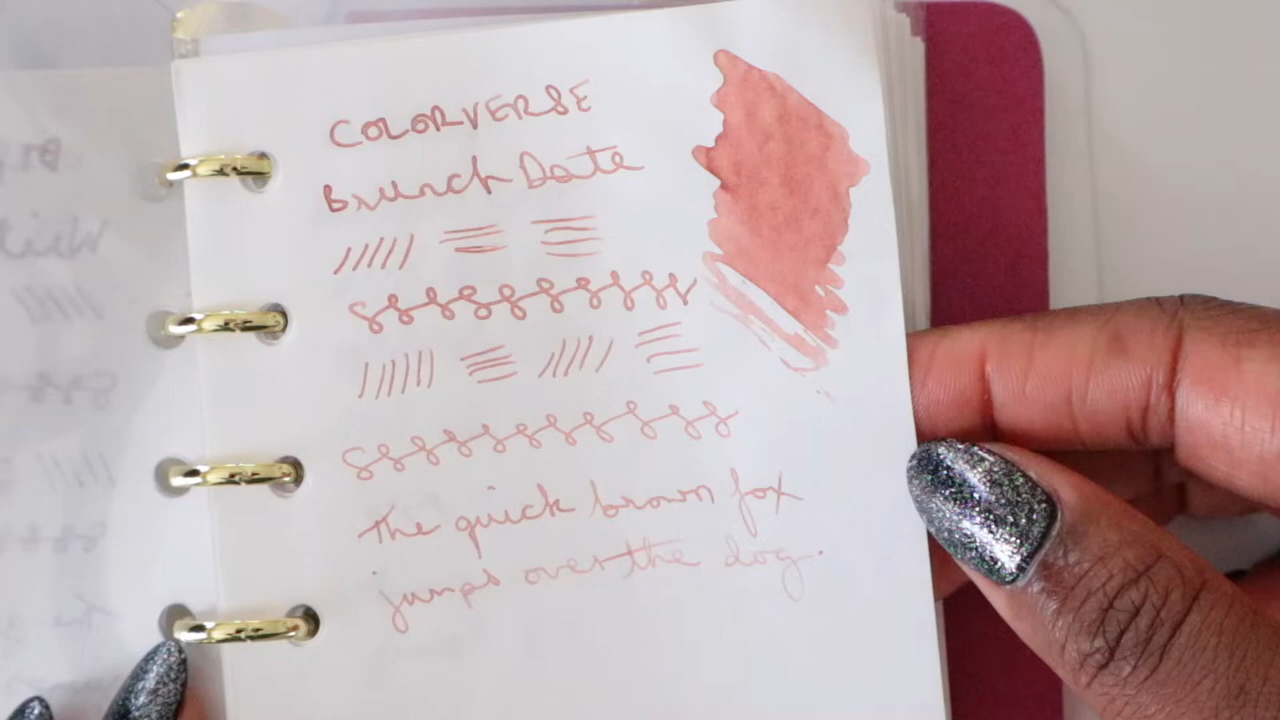 COLORVERSE
Brunch Date
The quick brown fox
jumps over the dog.